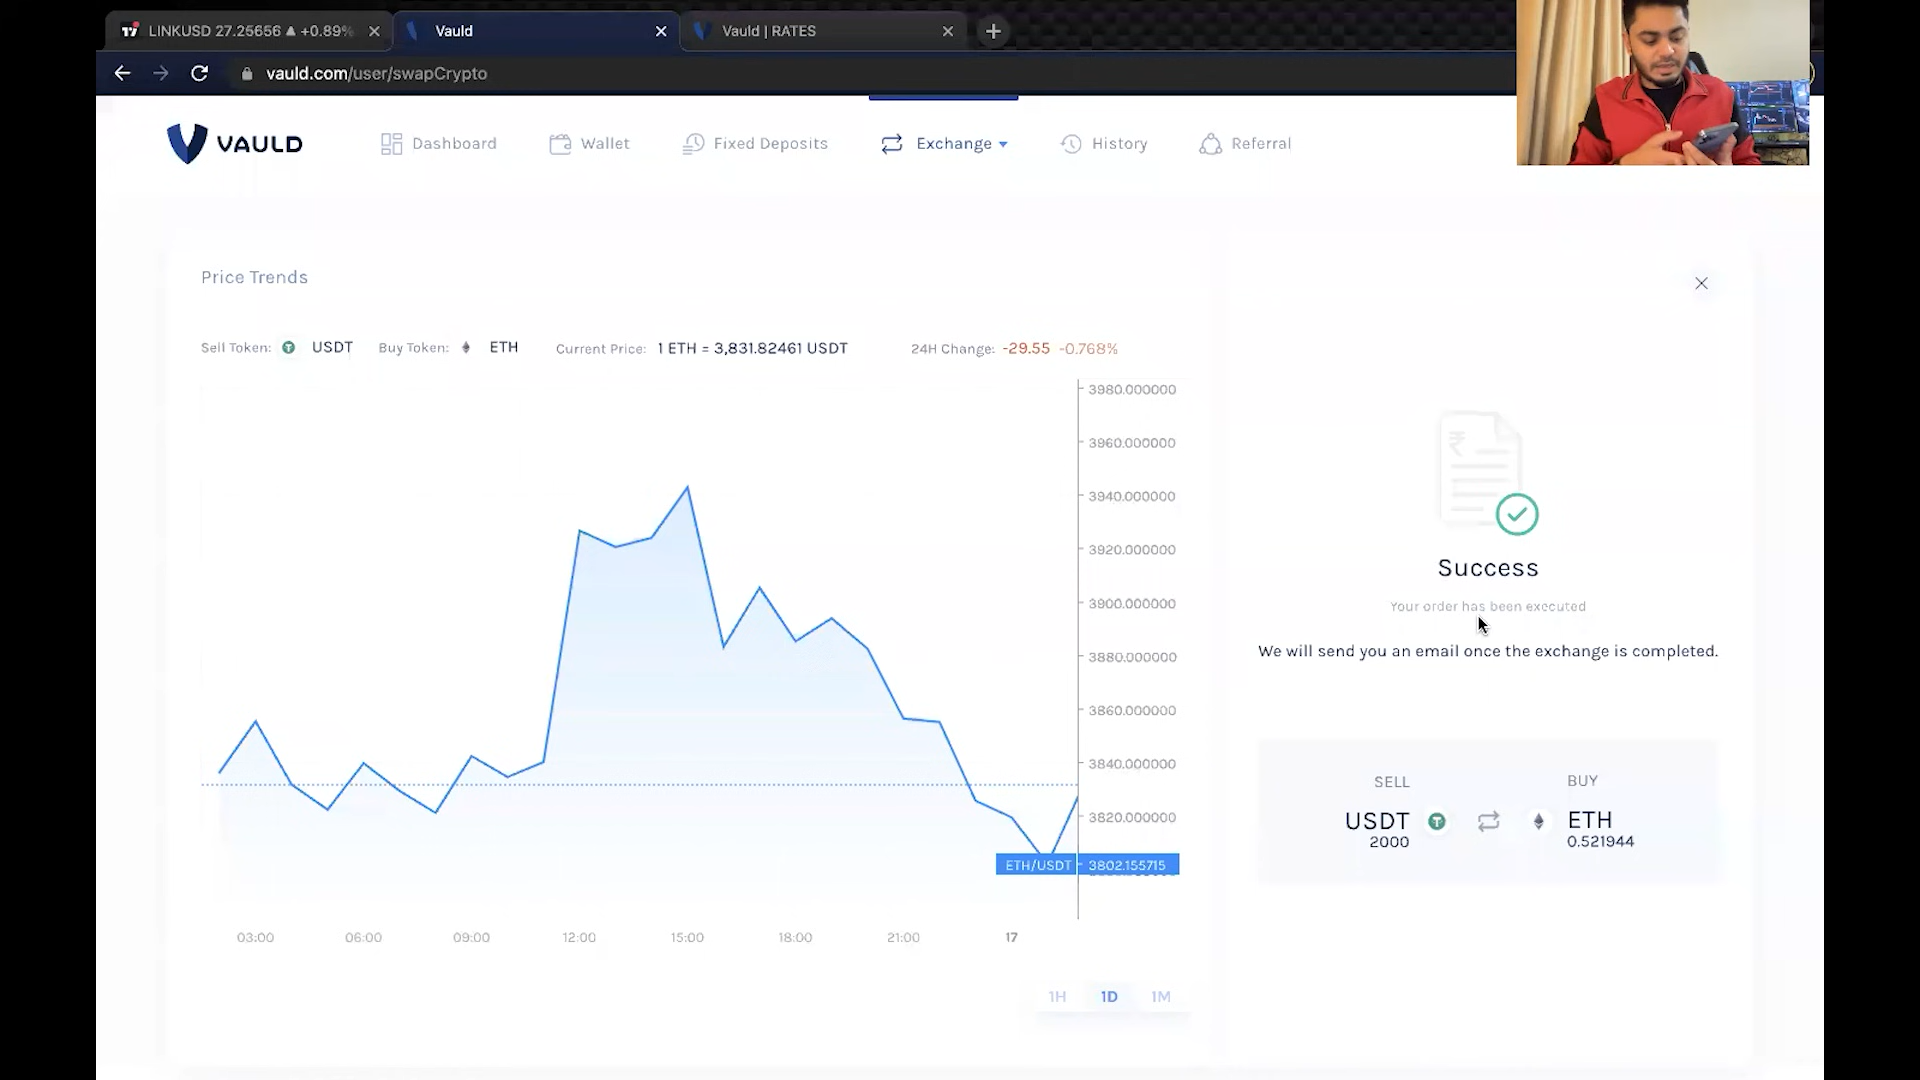 LINKUSD 27.25656 ▲ +0.89%
Vauld
Vauld | RATES
vauld.com/user/swapCrypto
VAULD
Dashboard
Wallet
Fixed Deposits
Exchange
History
Referral
Price Trends
Sell Token: USDT Buy Token: ETH Current Price: 1 ETH = 3,831.82461 USDT 24H Change: -29.55 -0.768%
3980.000000
3960.000000
3940.000000
3920.000000
3900.000000
3880.000000
3860.000000
3840.000000
3820.000000
ETH/USDT 3802.155715
03:00 06:00 09:00 12:00 15:00 18:00 21:00 17
1H 1D 1M
₹
Success
Your order has been executed
We will send you an email once the exchange is completed.
SELL BUY
USDT ETH
2000 0.521944